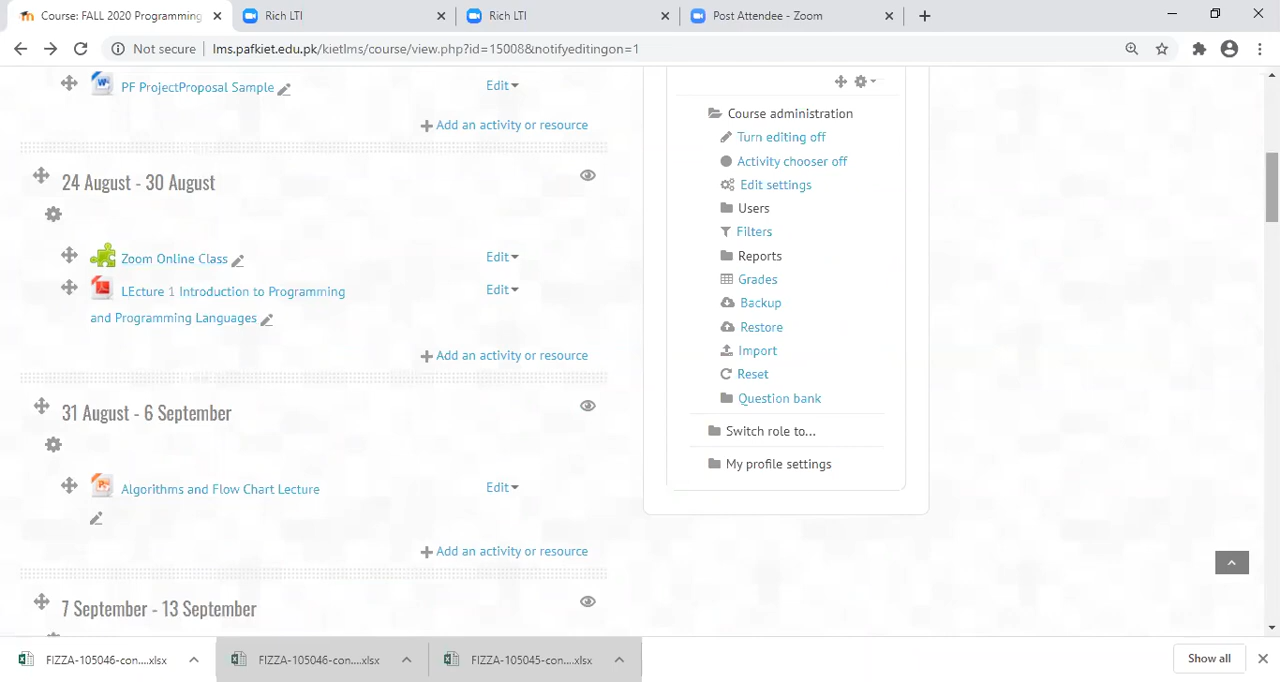 Course: FALL 2020 Programming
Rich LTI
Rich LTI
Post Attendee - Zoom
Not secure
lms.pafkiet.edu.pk/kietlms/course/view.php?id=15008&notifyeditingon=1
PF ProjectProposal Sample
Edit
Add an activity or resource
24 August - 30 August
Zoom Online Class
Edit
LEcture 1 Introduction to Programming
and Programming Languages
Edit
Add an activity or resource
31 August - 6 September
Algorithms and Flow Chart Lecture
Edit
Add an activity or resource
7 September - 13 September
Course administration
Turn editing off
Activity chooser off
Edit settings
Users
Filters
Reports
Grades
Backup
Restore
Import
Reset
Question bank
Switch role to...
My profile settings
FIZZA-105046-con....xlsx
FIZZA-105046-con....xlsx
FIZZA-105045-con....xlsx
Show all